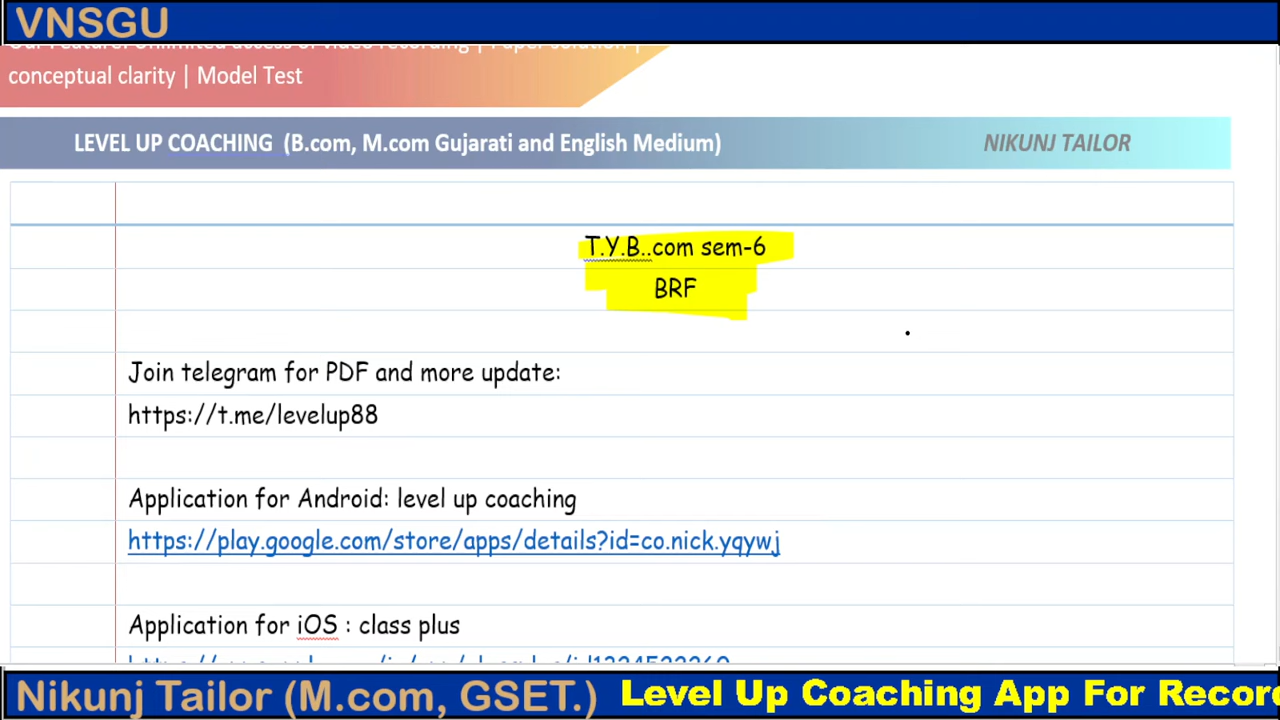 VNSGU
conceptual clarity | Model Test
LEVEL UP COACHING (B.com, M.com Gujarati and English Medium) NIKUNJ TAILOR
T.Y.B..com sem-6
BRF
Join telegram for PDF and more update:
https://t.me/levelup88
Application for Android: level up coaching
https://play.google.com/store/apps/details?id=co.nick.yqywj
Application for iOS : class plus
Nikunj Tailor (M.com, GSET.) Level Up Coaching App For Recor